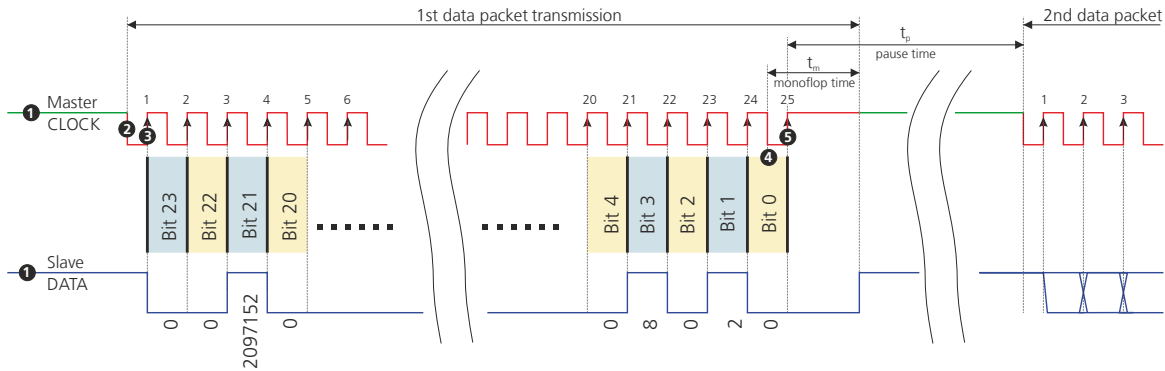 1st data packet transmission
2nd data packet
tp
pause time
tm
monoflop time
1 Master
CLOCK
1 2 3 4 5 6
20 21 22 23 24 25
1 2 3
2 3
5
4
Bit 23 Bit 22 Bit 21 Bit 20 ...... ...... Bit 4 Bit 3 Bit 2 Bit 1 Bit 0
1 Slave
DATA
0 0 2097152 0 0 8 0 2 0